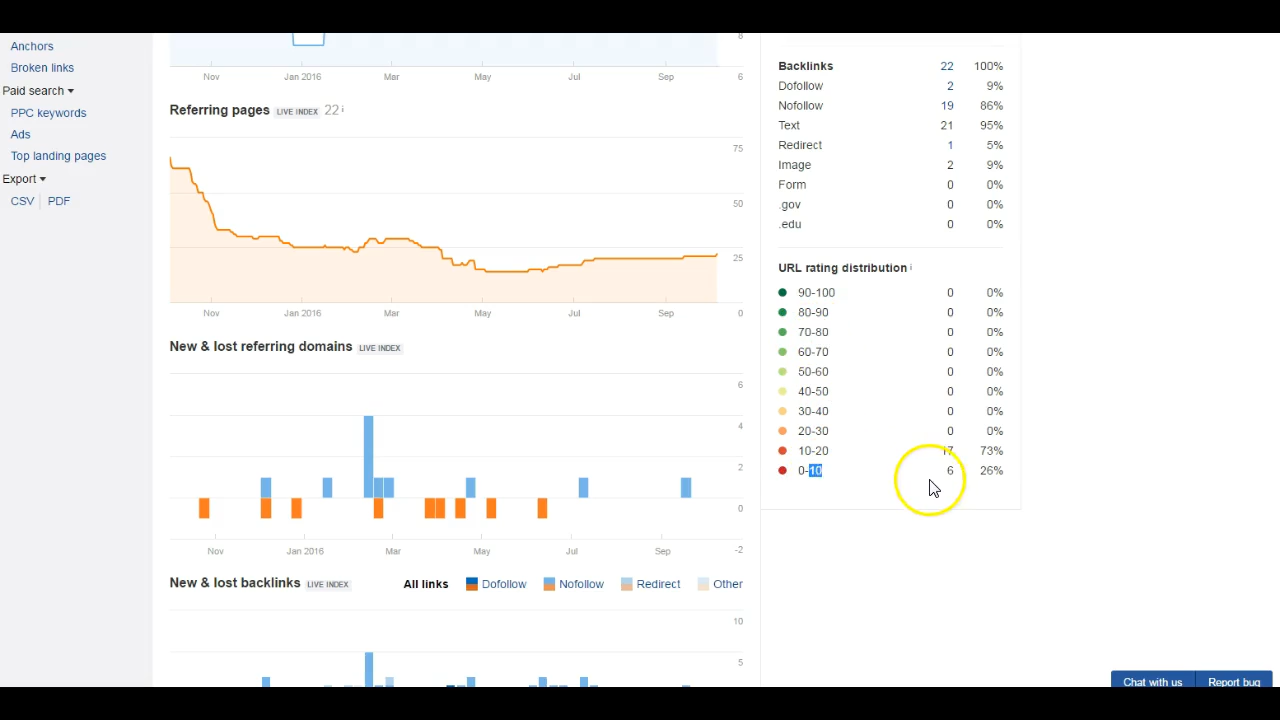 Anchors
Broken links
Paid search
PPC keywords
Ads
Top landing pages
Export
CSV PDF
8
Nov Jan 2016 Mar May Jul Sep 6
Referring pages LIVE INDEX 22 i
75
50
25
Nov Jan 2016 Mar May Jul Sep 0
New & lost referring domains LIVE INDEX
6
4
2
0
Nov Jan 2016 Mar May Jul Sep -2
New & lost backlinks LIVE INDEX All links Dofollow Nofollow Redirect Other
10
5
Backlinks 22 100%
Dofollow 2 9%
Nofollow 19 86%
Text 21 95%
Redirect 1 5%
Image 2 9%
Form 0 0%
.gov 0 0%
.edu 0 0%
URL rating distribution i
90-100 0 0%
80-90 0 0%
70-80 0 0%
60-70 0 0%
50-60 0 0%
40-50 0 0%
30-40 0 0%
20-30 0 0%
10-20 17 73%
0-10 6 26%
Chat with us Report bug